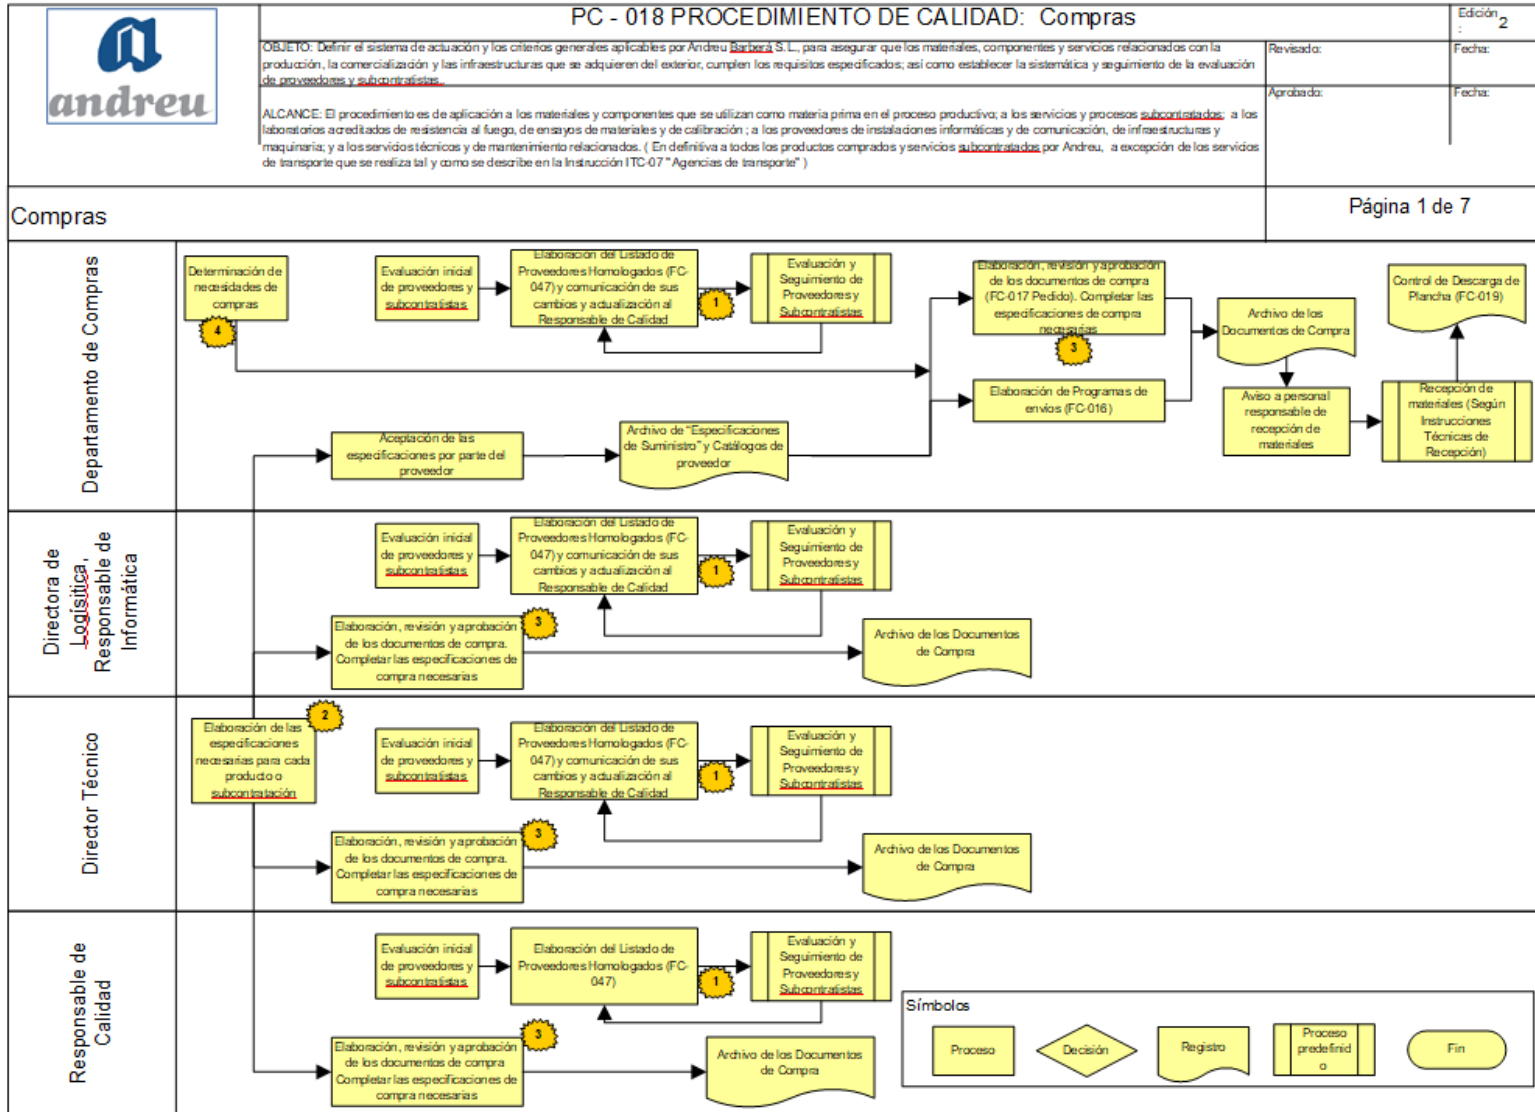 andreu
PC - 018 PROCEDIMIENTO DE CALIDAD:  Compras
Edición
: 2
OBJETO: Definir el sistema de actuación y los criterios generales aplicables por Andreu Barberá S.L., para asegurar que los materiales, componentes y servicios relacionados con la
producción, la comercialización y las infraestructuras que se adquieren del exterior, cumplen los requisitos especificados; así como establecer la sistemática y seguimiento de la evaluación
de proveedores y subcontratistas.
Revisado:
Fecha:
ALCANCE: El procedimiento es de aplicación a los materiales y componentes que se utilizan como materia prima en el proceso productivo; a los servicios y procesos subcontratados; a los
laboratorios acreditados de resistencia al fuego, de ensayos de materiales y de calibración ; a los proveedores de instalaciones informáticas y de comunicación, de infraestructuras y
maquinaria; y a los servicios técnicos y de mantenimiento relacionados. ( En definitiva a todos los productos comprados y servicios subcontratados por Andreu, a excepción de los servicios
de transporte que se realiza tal y como se describe en la Instrucción ITC-07 "Agencias de transporte" )
Aprobado:
Fecha:
Compras
Página 1 de 7
Departamento de Compras
Determinación de
necesidades de
compras
4
Evaluación inicial
de proveedores y
subcontratistas
Elaboración del Listado de
Proveedores Homologados (FC-
047) y comunicación de sus
cambios y actualización al
Responsable de Calidad
1
Evaluación y
Seguimiento de
Proveedores y
Subcontratistas
Elaboración, revisión y aprobación
de los documentos de compra
(FC-017 Pedido). Completar las
especificaciones de compra
necesarias
3
Elaboración de Programas de
envíos (FC-016)
Archivo de los
Documentos de Compra
Control de Descarga de
Plancha (FC-019)
Aviso a personal
responsable de
recepción de
materiales
Recepción de
materiales (Según
Instrucciones
Técnicas de
Recepción)
Aceptación de las
especificaciones por parte del
proveedor
Archivo de "Especificaciones
de Suministro" y Catálogos de
proveedor
Directora de
Logísitica,
Responsable de
Informática
Evaluación inicial
de proveedores y
subcontratistas
Elaboración del Listado de
Proveedores Homologados (FC-
047) y comunicación de sus
cambios y actualización al
Responsable de Calidad
1
Evaluación y
Seguimiento de
Proveedores y
Subcontratistas
Elaboración, revisión y aprobación
de los documentos de compra.
Completar las especificaciones de
compra necesarias
3
Archivo de los Documentos
de Compra
Director Técnico
Elaboración de las
especificaciones
necesarias para cada
producto o
subcontratación
2
Evaluación inicial
de proveedores y
subcontratistas
Elaboración del Listado de
Proveedores Homologados (FC-
047) y comunicación de sus
cambios y actualización al
Responsable de Calidad
1
Evaluación y
Seguimiento de
Proveedores y
Subcontratistas
Elaboración, revisión y aprobación
de los documentos de compra.
Completar las especificaciones de
compra necesarias
3
Archivo de los Documentos
de Compra
Responsable de
Calidad
Evaluación inicial
de proveedores y
subcontratistas
Elaboración del Listado de
Proveedores Homologados (FC-
047)
1
Evaluación y
Seguimiento de
Proveedores y
Subcontratistas
Elaboración, revisión y aprobación
de los documentos de compra
Completar las especificaciones de
compra necesarias
3
Archivo de los Documentos
de Compra
Símbolos
Proceso
Decisión
Registro
Proceso
predefinid
o
Fin